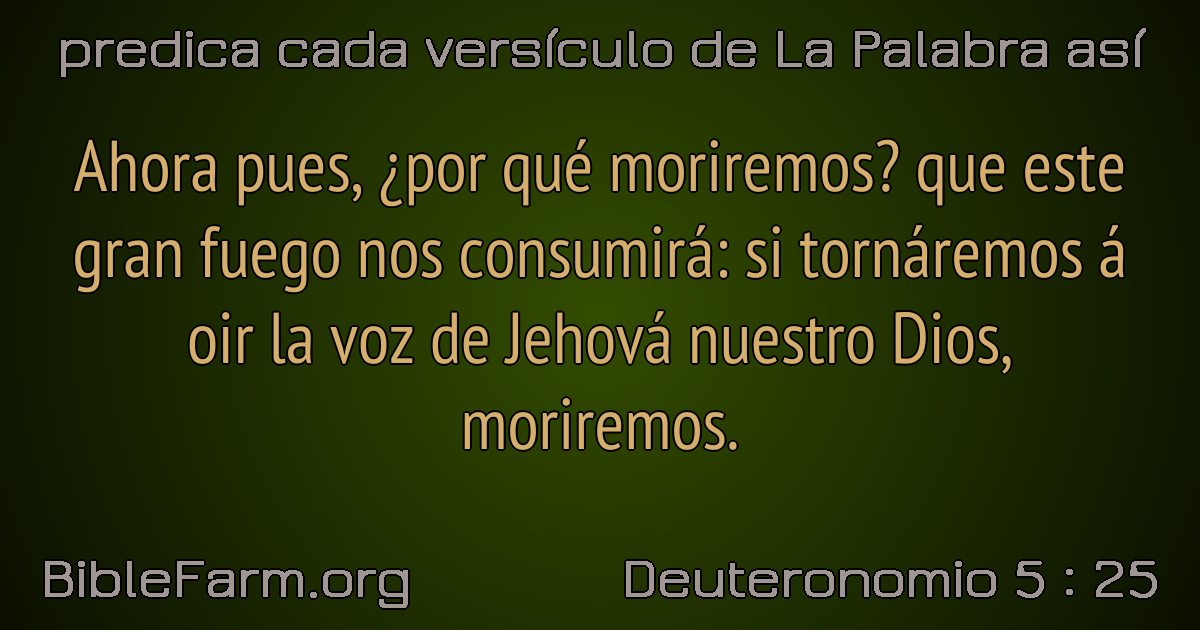 predica cada versículo de La Palabra así
Ahora pues, ¿por qué moriremos? que este
gran fuego nos consumirá: si tornáremos á
oir la voz de Jehová nuestro Dios,
moriremos.
BibleFarm.org
Deuteronomio 5 : 25